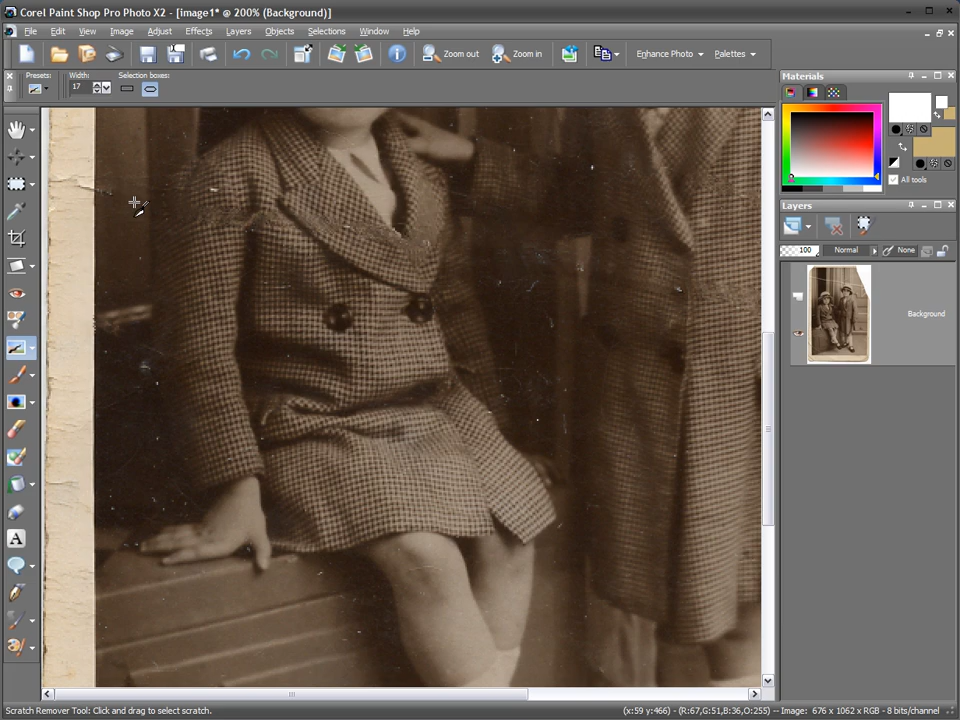 Corel Paint Shop Pro Photo X2 - [image1* @ 200% (Background)]
File Edit View Image Adjust Effects Layers Objects Selections Window Help
Zoom out Zoom in Enhance Photo Palettes
Presets: Width: Selection boxes:
17
Materials
All tools
Layers
100 Normal None
Background
A
Scratch Remover Tool: Click and drag to select scratch. (x:59 y:466) - (R:67,G:51,B:36,O:255) -- Image: 676 x 1062 x RGB - 8 bits/channel